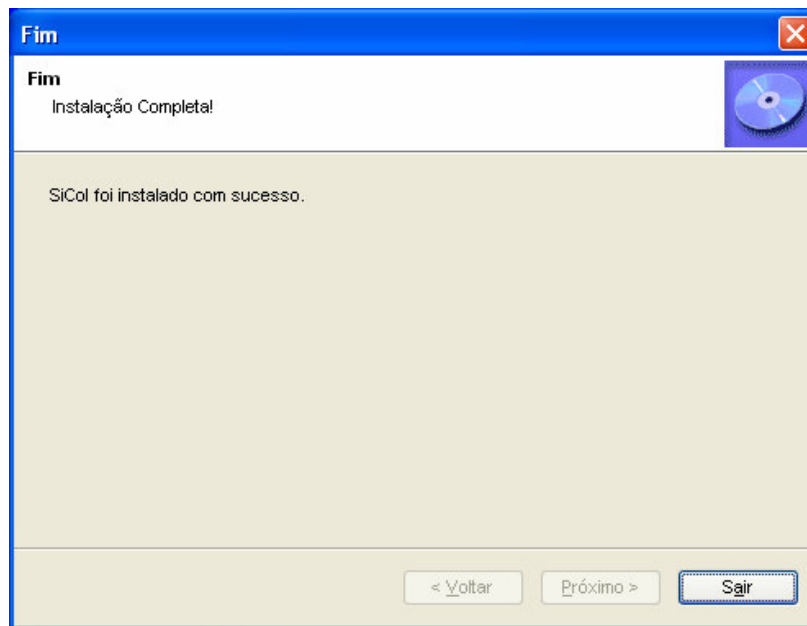 Fim
Fim
Instalação Completa!
SiCol foi instalado com sucesso.
< Voltar
Próximo >
Sair